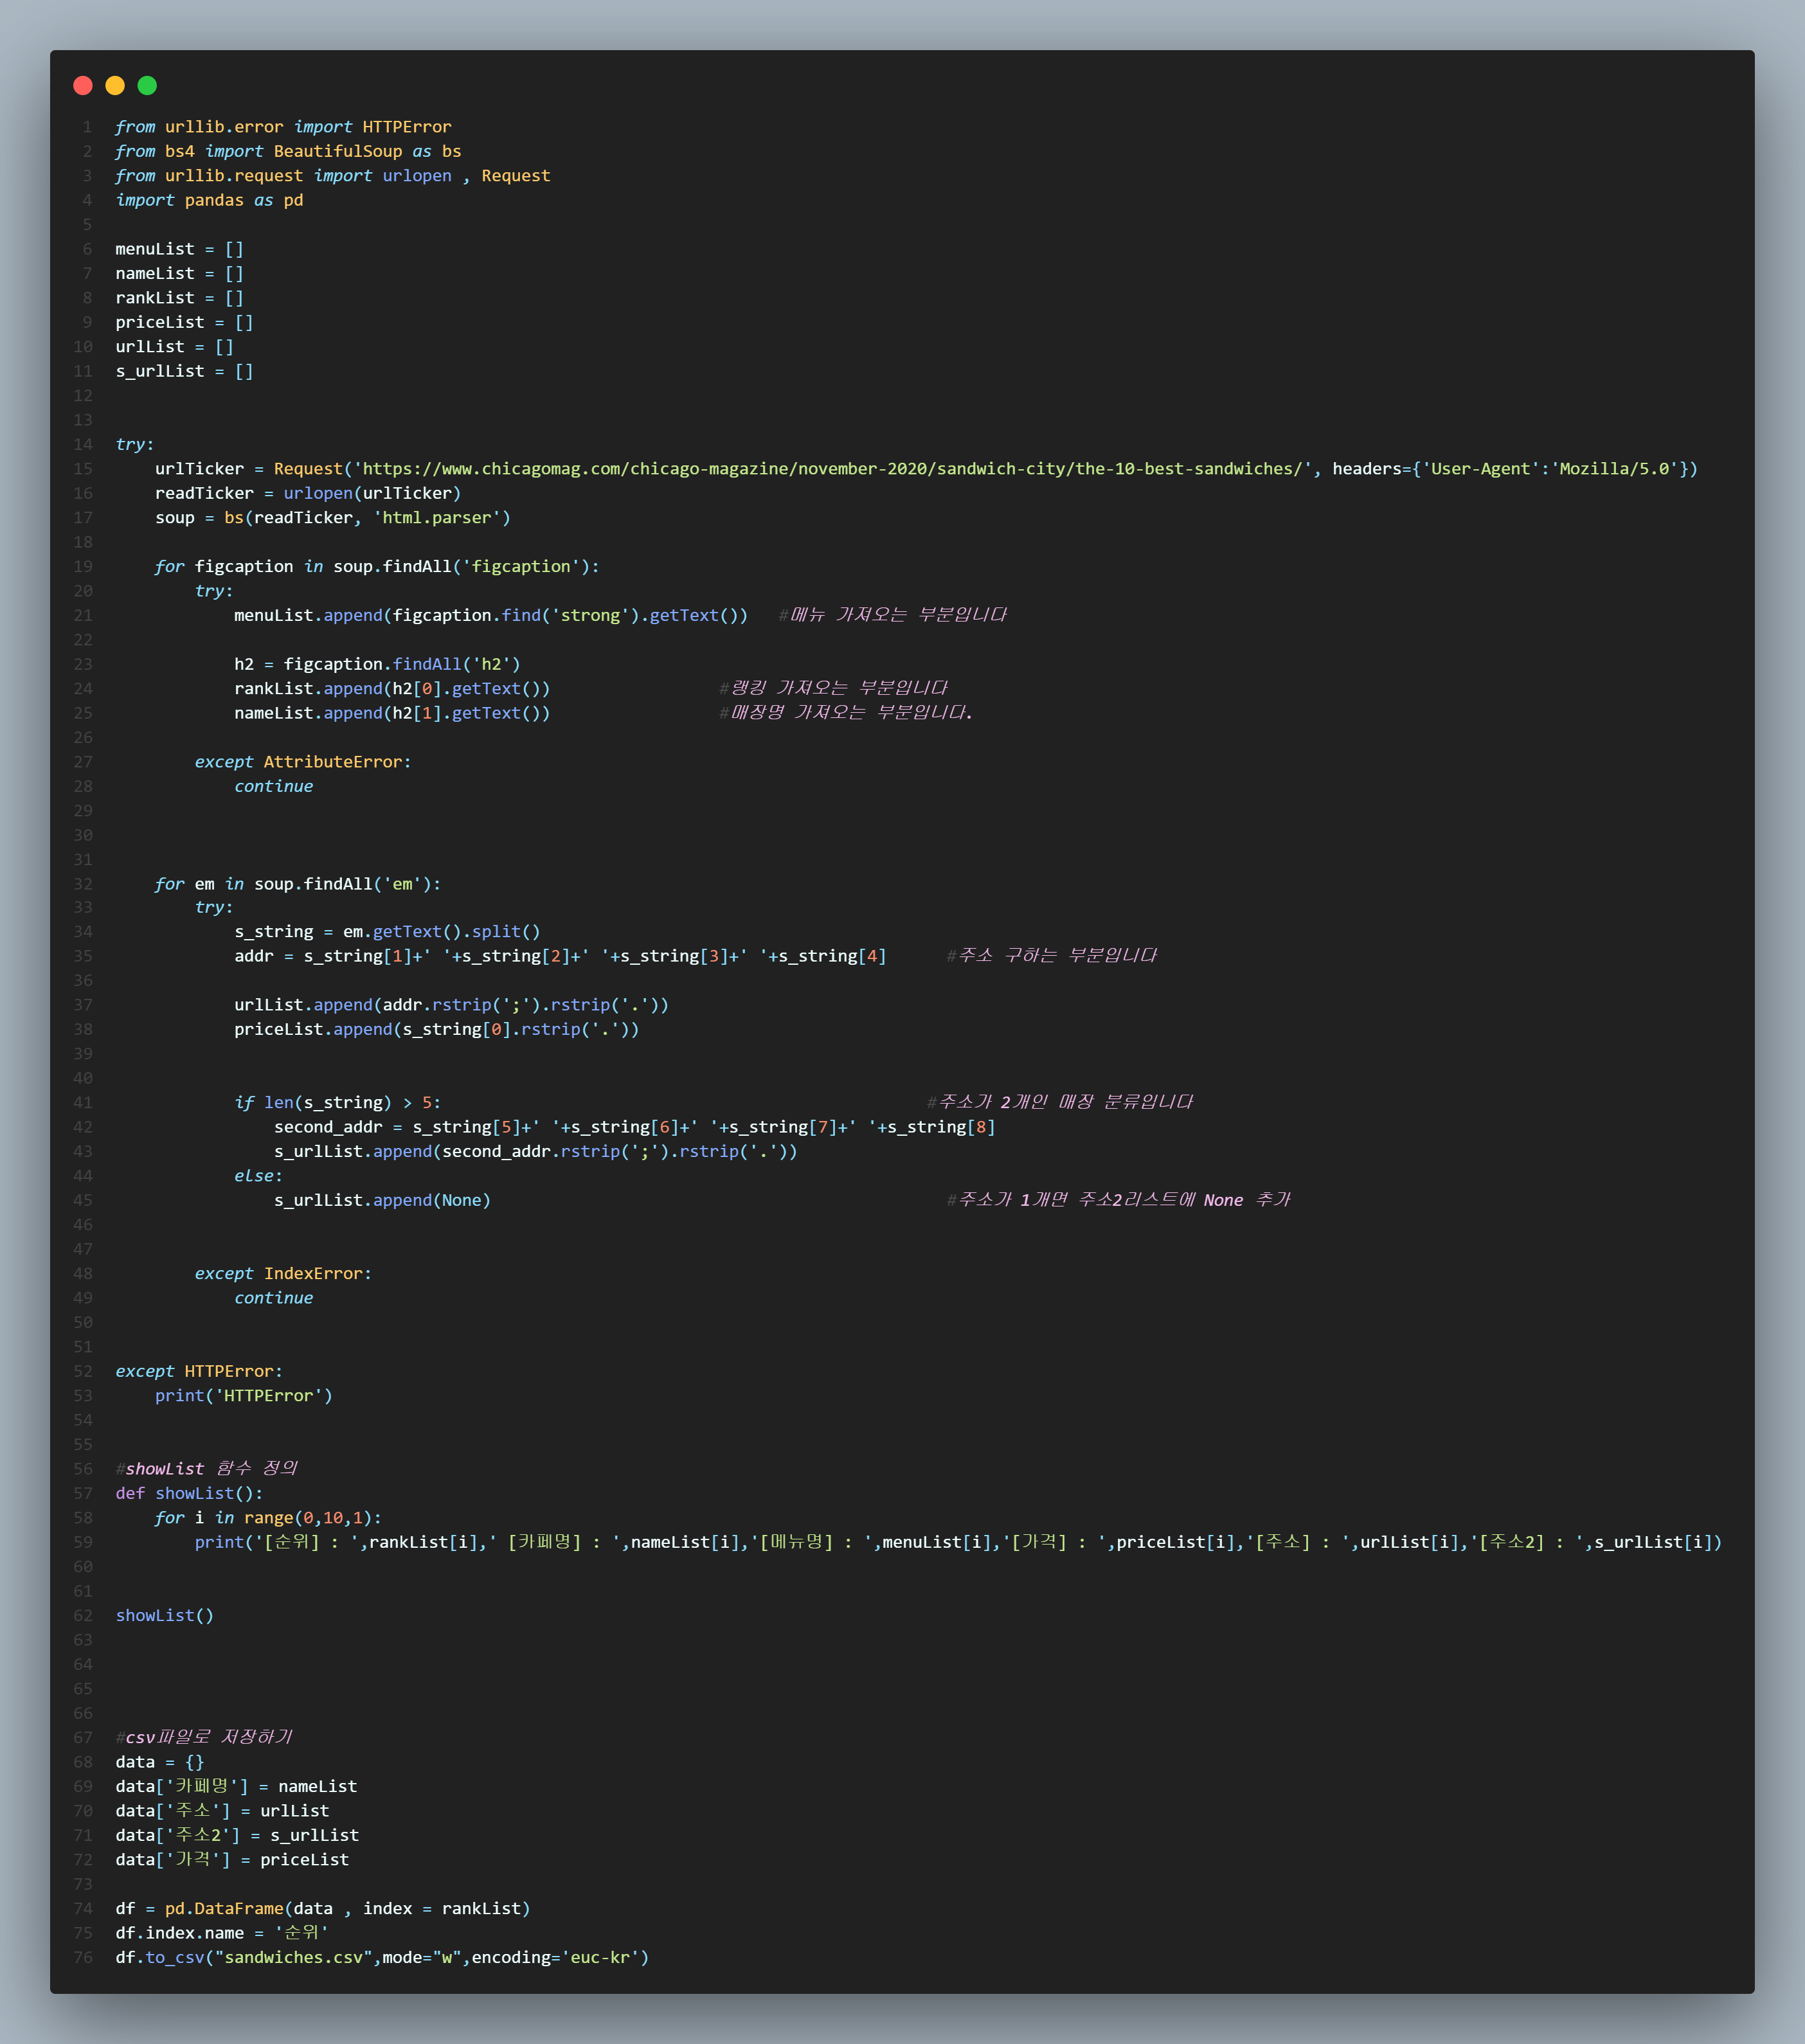 1 from urllib.error import HTTPError
2 from bs4 import BeautifulSoup as bs
3 from urllib.request import urlopen , Request
4 import pandas as pd
5
6 menuList = []
7 nameList = []
8 rankList = []
9 priceList = []
10 urlList = []
11 s_urlList = []
12
13
14 try:
15     urlTicker = Request('https://www.chicagomag.com/chicago-magazine/november-2020/sandwich-city/the-10-best-sandwiches/', headers={'User-Agent':'Mozilla/5.0'})
16     readTicker = urlopen(urlTicker)
17     soup = bs(readTicker, 'html.parser')
18
19     for figcaption in soup.findAll('figcaption'):
20         try:
21             menuList.append(figcaption.find('strong').getText())   #메뉴 가져오는 부분입니다
22
23             h2 = figcaption.findAll('h2')
24             rankList.append(h2[0].getText())                 #랭킹 가져오는 부분입니다
25             nameList.append(h2[1].getText())                 #매장명 가져오는 부분입니다.
26
27         except AttributeError:
28             continue
29
30
31
32     for em in soup.findAll('em'):
33         try:
34             s_string = em.getText().split()
35             addr = s_string[1]+' '+s_string[2]+' '+s_string[3]+' '+s_string[4]      #주소 구하는 부분입니다
36
37             urlList.append(addr.rstrip(';').rstrip('.'))
38             priceList.append(s_string[0].rstrip('.'))
39
40
41             if len(s_string) > 5:                                                 #주소가 2개인 매장 분류입니다
42                 second_addr = s_string[5]+' '+s_string[6]+' '+s_string[7]+' '+s_string[8]
43                 s_urlList.append(second_addr.rstrip(';').rstrip('.'))
44             else:
45                 s_urlList.append(None)                                              #주소가 1개면 주소2리스트에 None 추가
46
47
48         except IndexError:
49             continue
50
51
52 except HTTPError:
53     print('HTTPError')
54
55
56 #showList 함수 정의
57 def showList():
58     for i in range(0,10,1):
59         print('[순위] : ',rankList[i],' [카페명] : ',nameList[i],'[메뉴명] : ',menuList[i],'[가격] : ',priceList[i],'[주소] : ',urlList[i],'[주소2] : ',s_urlList[i])
60
61
62 showList()
63
64
65
66
67 #csv파일로 저장하기
68 data = {}
69 data['카페명'] = nameList
70 data['주소'] = urlList
71 data['주소2'] = s_urlList
72 data['가격'] = priceList
73
74 df = pd.DataFrame(data , index = rankList)
75 df.index.name = '순위'
76 df.to_csv("sandwiches.csv",mode="w",encoding='euc-kr')